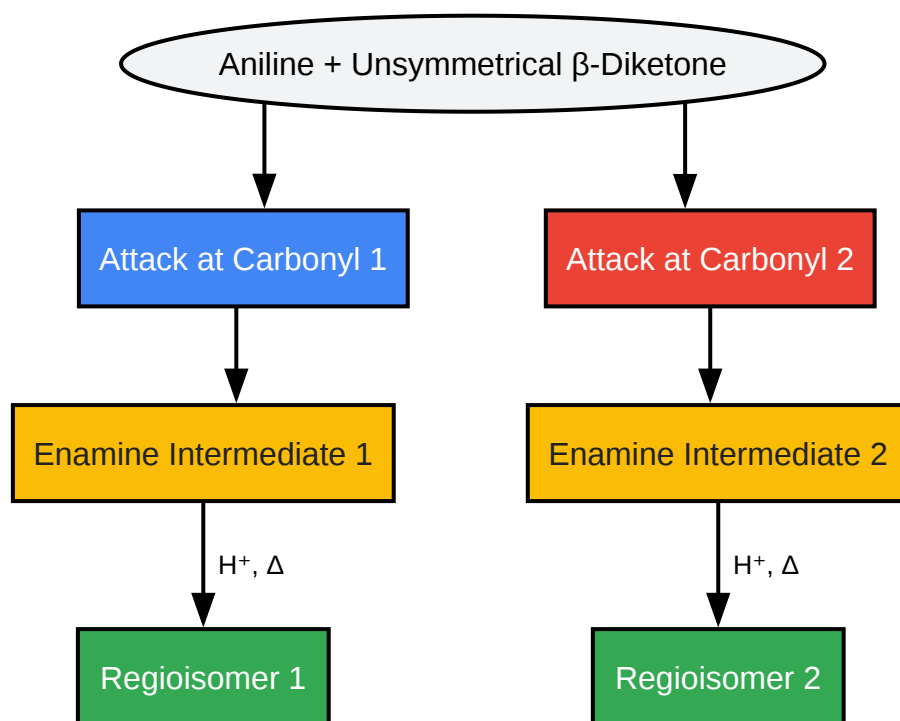 Aniline + Unsymmetrical β-Diketone
Attack at Carbonyl 1
Attack at Carbonyl 2
Enamine Intermediate 1
Enamine Intermediate 2
H⁺, Δ
H⁺, Δ
Regioisomer 1
Regioisomer 2